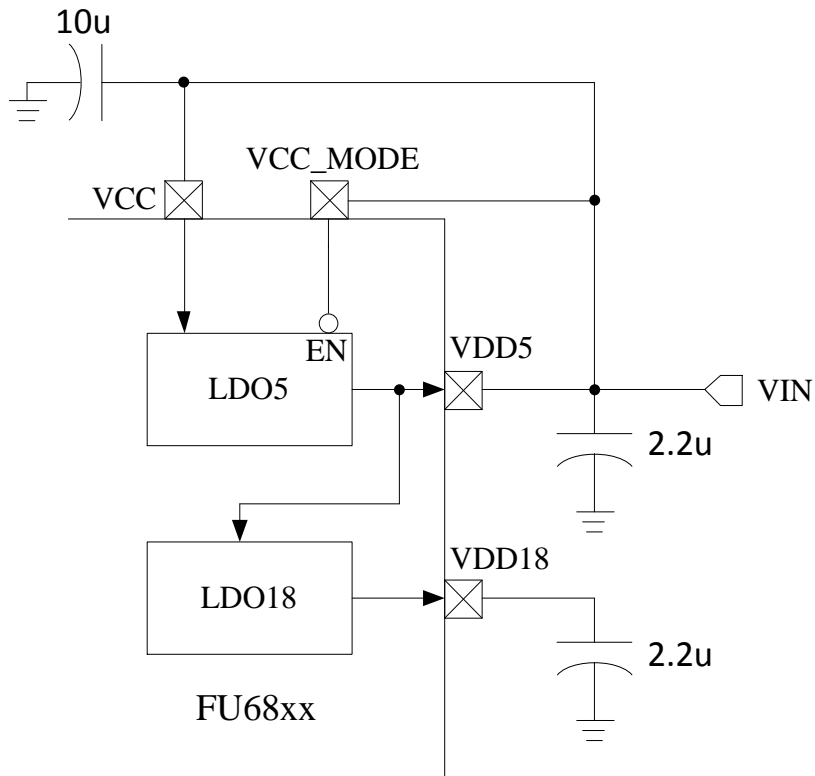 10u
VCC_MODE
VCC
EN
VDD5
LDO5
VIN
2.2u
VDD18
LDO18
2.2u
FU68xx